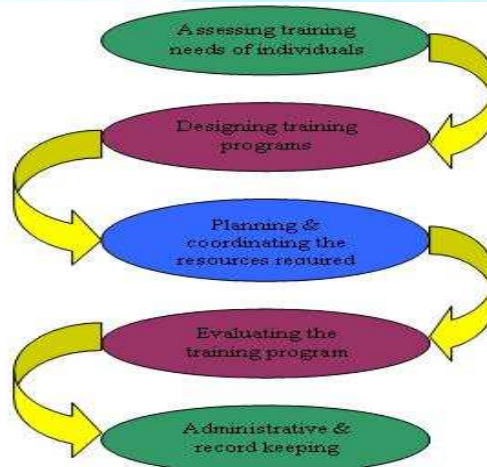 Assessing training
needs of individuals
Designing training
programs
Planning &
coordinating the
resources required
Evaluating the
training program
Administrative &
record keeping